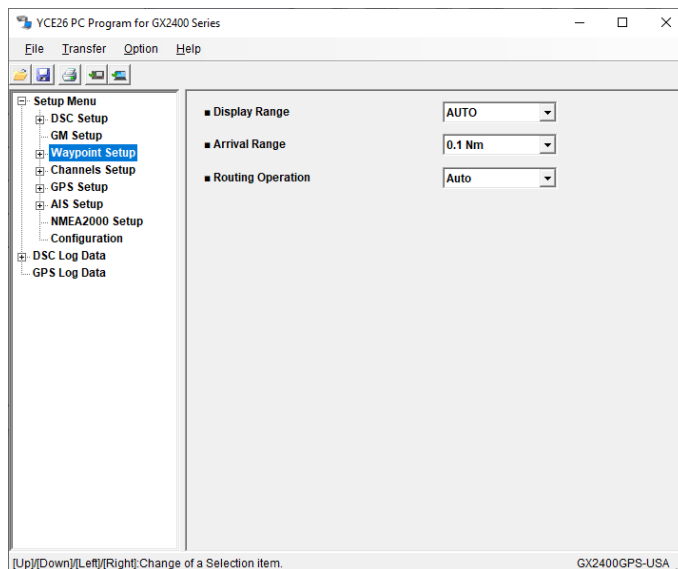 YCE26 PC Program for GX2400 Series
File Transfer Option Help
Setup Menu
DSC Setup
GM Setup
Waypoint Setup
Channels Setup
GPS Setup
AIS Setup
NMEA2000 Setup
Configuration
DSC Log Data
GPS Log Data
■ Display Range AUTO
■ Arrival Range 0.1 Nm
■ Routing Operation Auto
[Up]/[Down]/[Left]/[Right]:Change of a Selection item. GX2400GPS-USA